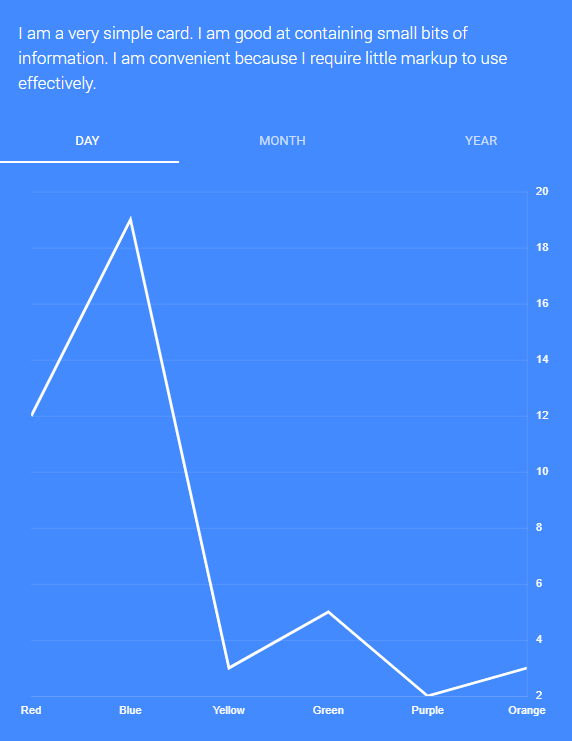 I am a very simple card. I am good at containing small bits of
information. I am convenient because I require little markup to use
effectively.
DAY MONTH YEAR
20
18
16
14
12
10
8
6
4
2
Red Blue Yellow Green Purple Orange